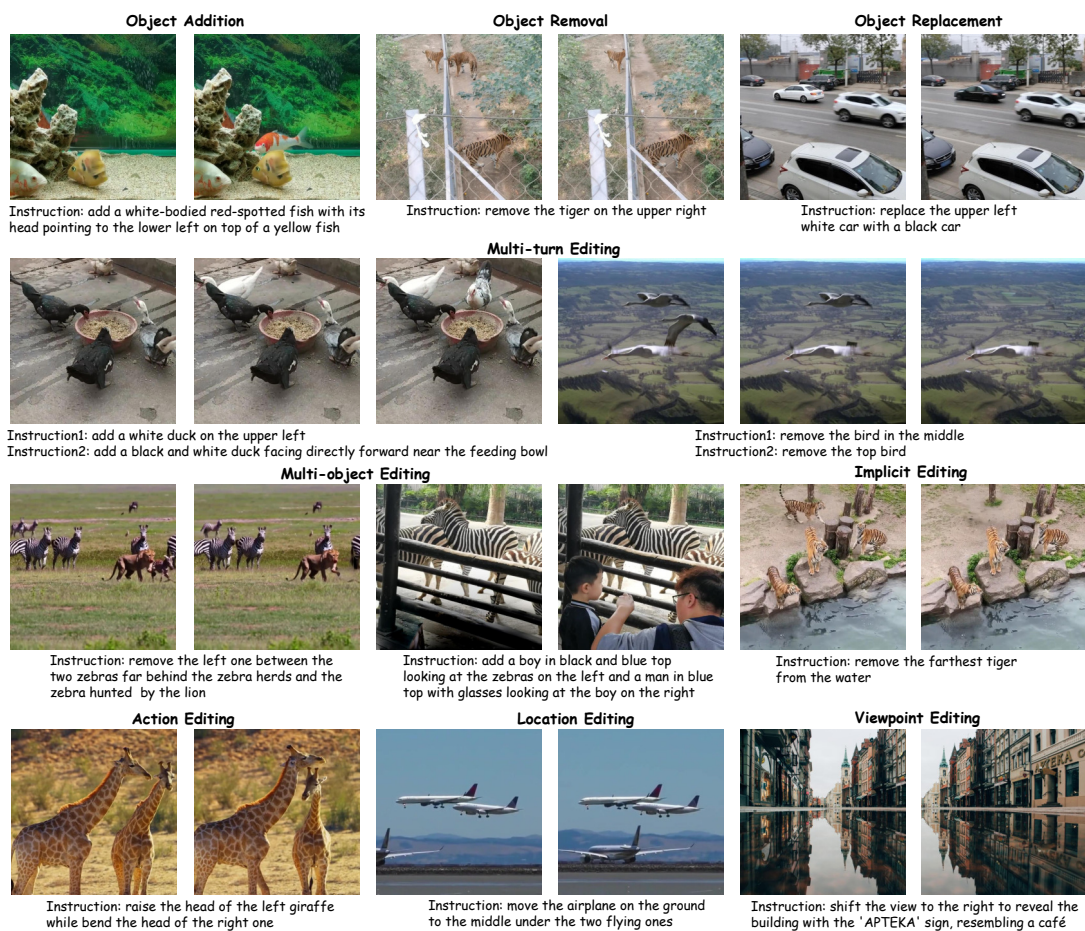 Object Addition
Object Removal
Object Replacement
Instruction: add a white-bodied red-spotted fish with its
head pointing to the lower left on top of a yellow fish
Instruction: remove the tiger on the upper right
Instruction: replace the upper left
white car with a black car
Multi-turn Editing
Instruction1: add a white duck on the upper left
Instruction2: add a black and white duck facing directly forward near the feeding bowl
Instruction1: remove the bird in the middle
Instruction2: remove the top bird
Multi-object Editing
Implicit Editing
Instruction: remove the left one between the
two zebras far behind the zebra herds and the
zebra hunted by the lion
Instruction: add a boy in black and blue top
looking at the zebras on the left and a man in blue
top with glasses looking at the boy on the right
Instruction: remove the farthest tiger
from the water
Action Editing
Location Editing
Viewpoint Editing
Instruction: raise the head of the left giraffe
while bend the head of the right one
Instruction: move the airplane on the ground
to the middle under the two flying ones
Instruction: shift the view to the right to reveal the
building with the 'APTEKA' sign, resembling a café